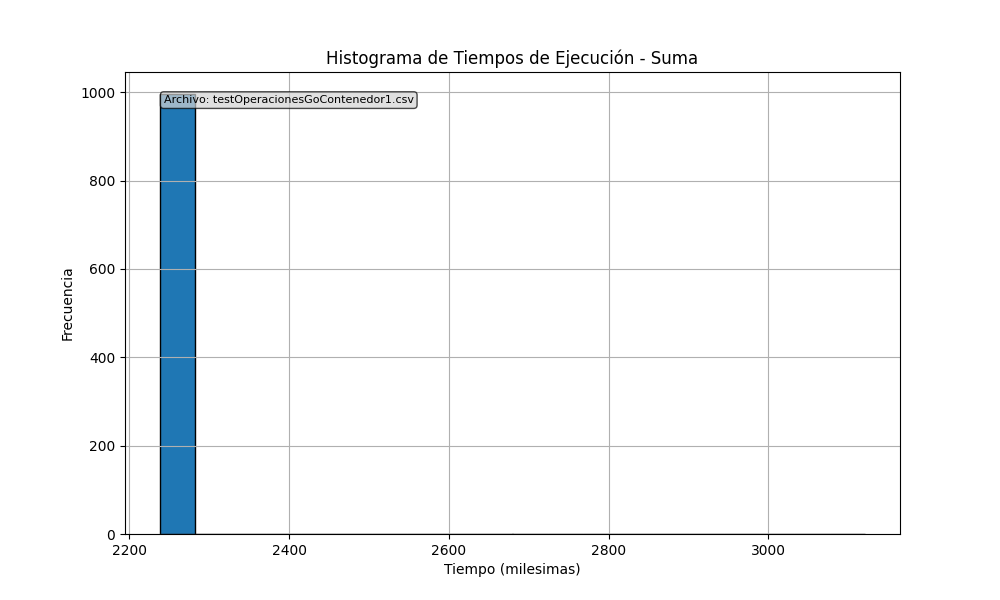 Histograma de Tiempos de Ejecución - Suma
1000
Archivo: testOperacionesGoContenedor1.csv
800
600
Frecuencia
400
200
0
2200 2400 2600 2800 3000
Tiempo (milesimas)